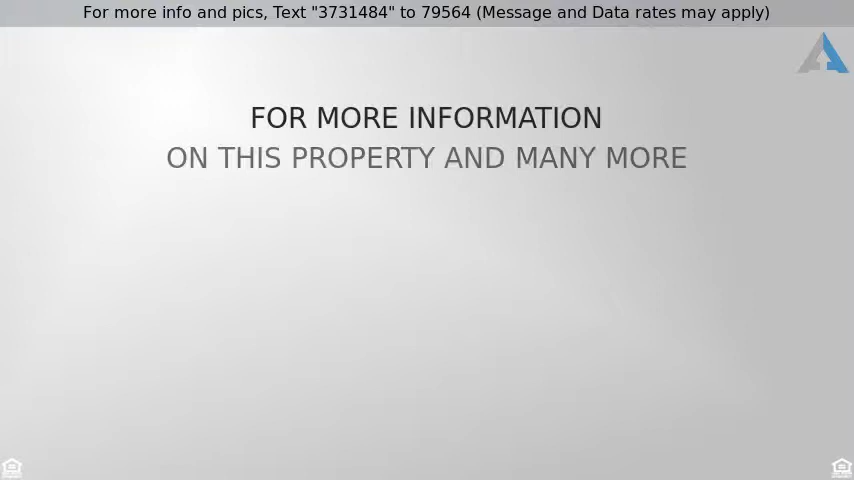 For more info and pics, Text "3731484" to 79564 (Message and Data rates may apply)
FOR MORE INFORMATION
ON THIS PROPERTY AND MANY MORE